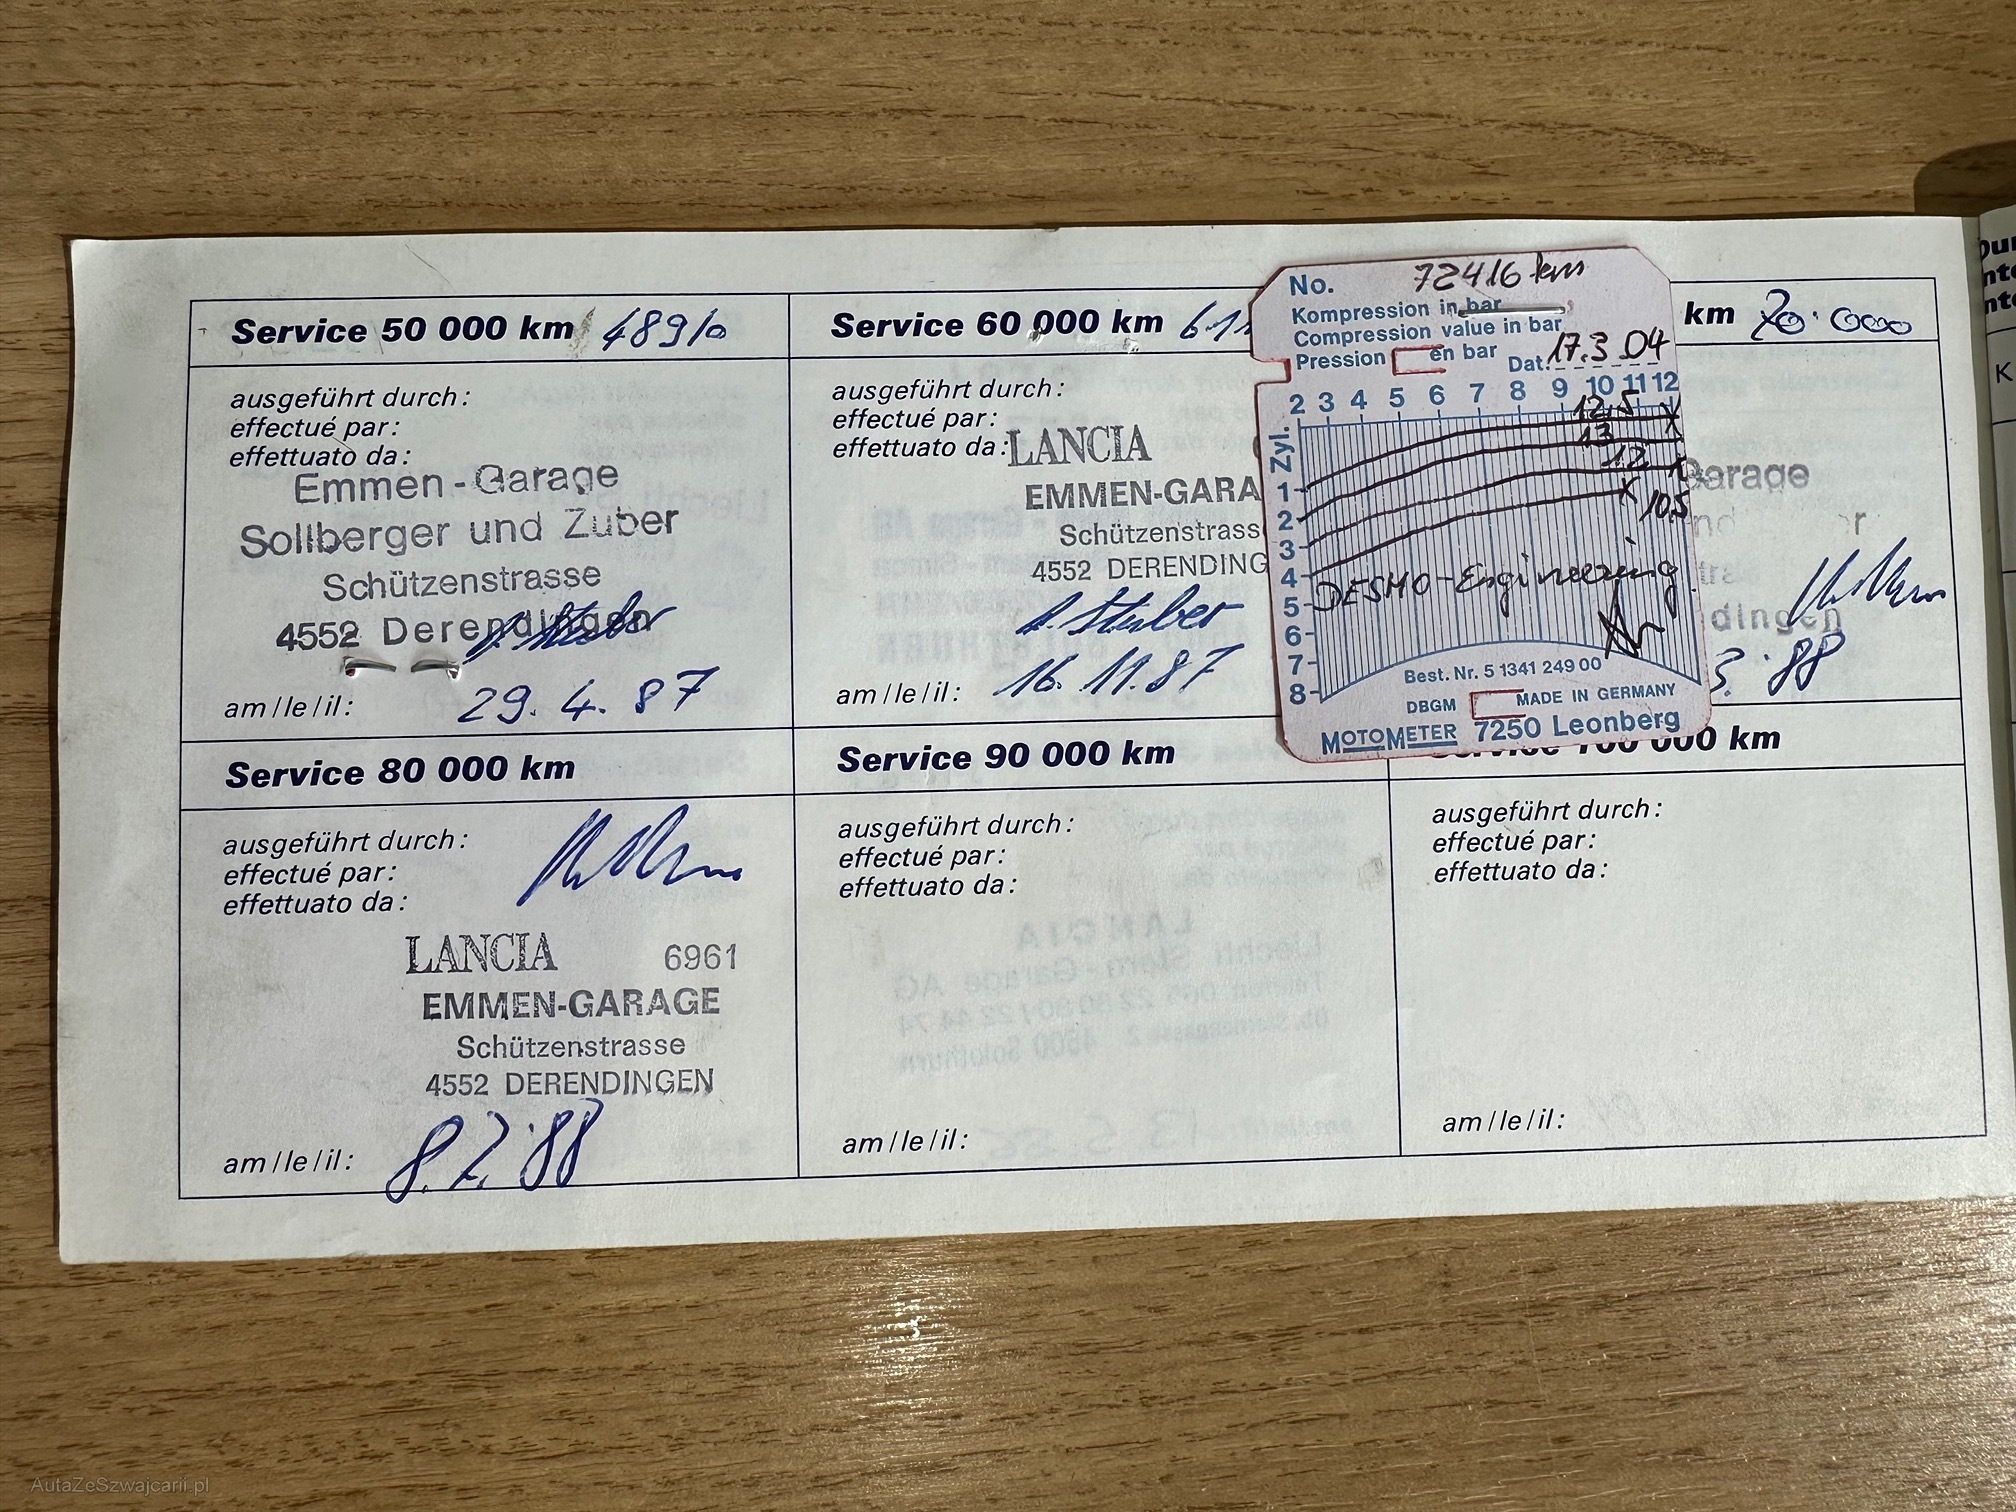 Service 50 000 km 48910
ausgeführt durch:
effectué par:
effettuato da:
Emmen-Garage
Sollberger und Zuber
Schützenstrasse
4552 Derendingen
am/le/il: 29.4.87
Service 60 000 km 611
ausgeführt durch:
effectué par:
effettuato da:
LANCIA
EMMEN-GARA
Schützenstrass
4552 DERENDING
am/le/il: 16.11.87
No. 72416 km
Kompression in bar
Compression value in bar
Pression en bar Dat. 17.3 04
2 3 4 5 6 7 8 9 10 11 12
Zyl.
12,5
13
12
10,5
1
2
3
4
5
6
7
8
DESMO-Engineering
Best. Nr. 5 1341 249 00
DBGM MADE IN GERMANY
MOTOMETER 7250 Leonberg
km 70.000
Garage
dingen
3.88
Service 80 000 km
ausgeführt durch:
effectué par:
effettuato da:
LANCIA 6961
EMMEN-GARAGE
Schützenstrasse
4552 DERENDINGEN
am/le/il: 8.7.88
Service 90 000 km
ausgeführt durch:
effectué par:
effettuato da:
am/le/il:
Service 100 000 km
ausgeführt durch:
effectué par:
effettuato da:
am/le/il:
K
AutaZeSzwajcarii.pl